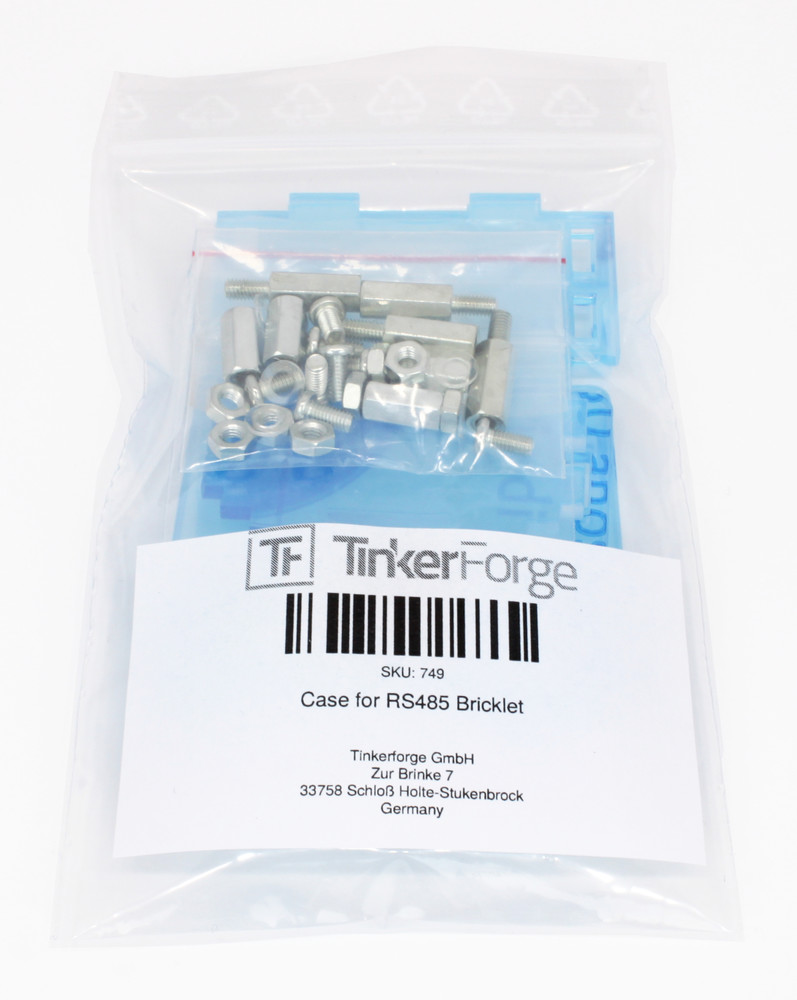 TF TinkerForge
SKU: 749
Case for RS485 Bricklet
Tinkerforge GmbH
Zur Brinke 7
33758 Schloß Holte-Stukenbrock
Germany